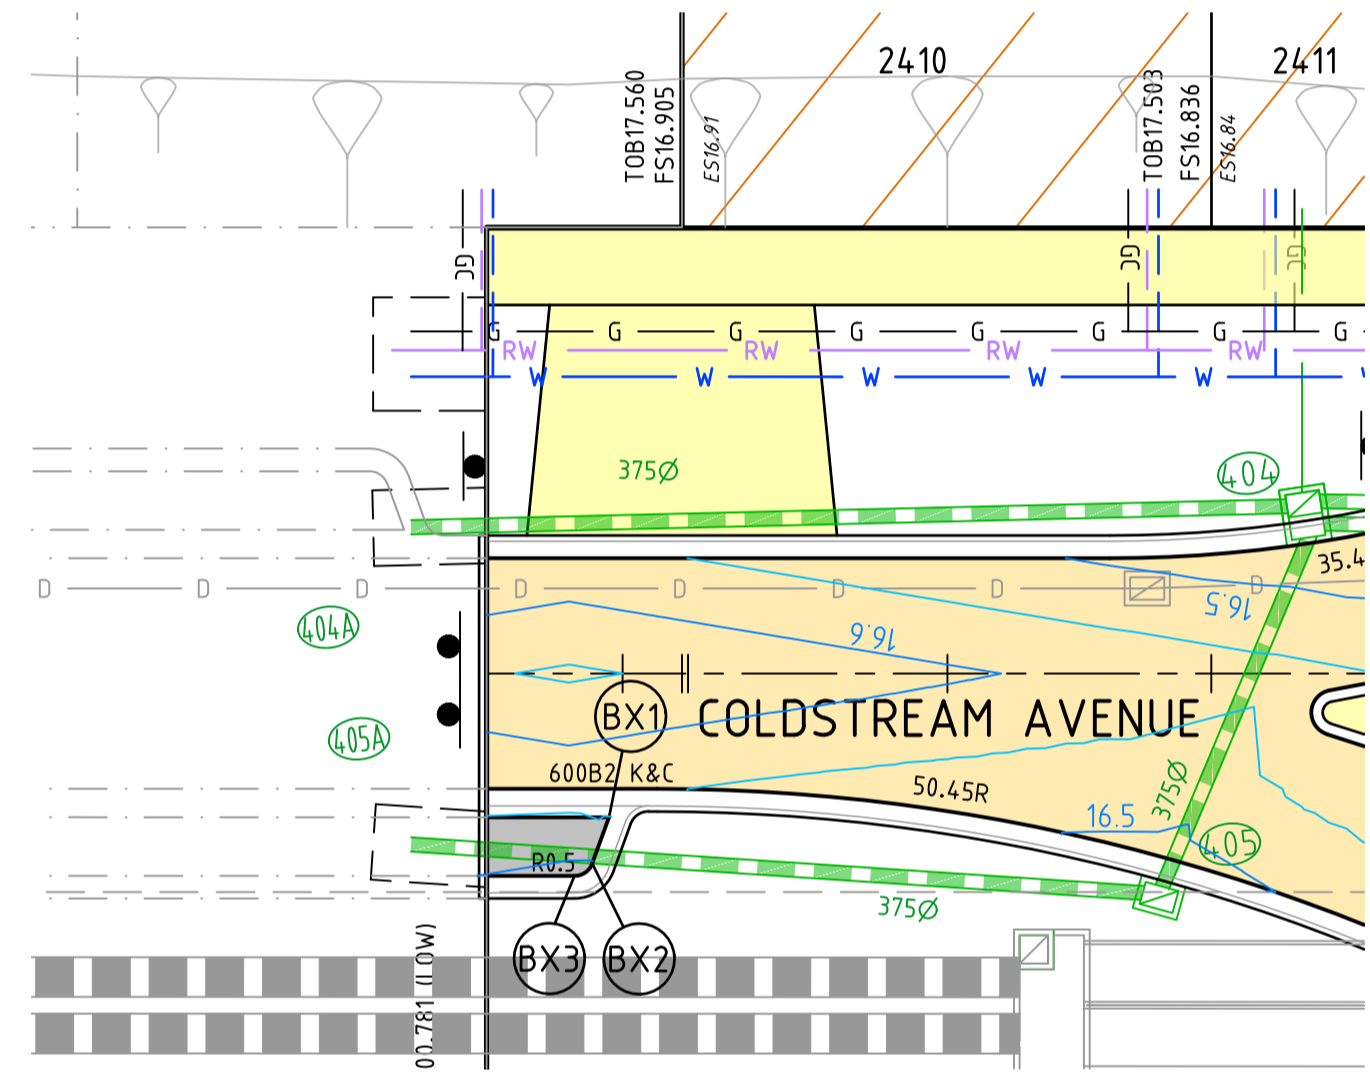 2410
2411
TOB17.560
FS16.905
ES16.91
TOB17.503
FS16.836
ES16.84
GC
GC
GC
G G G G G G G G
RW RW RW RW
W W W W W
375Ø
404
D D D D D D D D
35.4
16.5
404A
16.6
BX1
COLDSTREAM AVENUE
405A
600B2 K&C
50.45R
375Ø
16.5
405
R0.5
375Ø
BX3
BX2
00.781 (LOW)